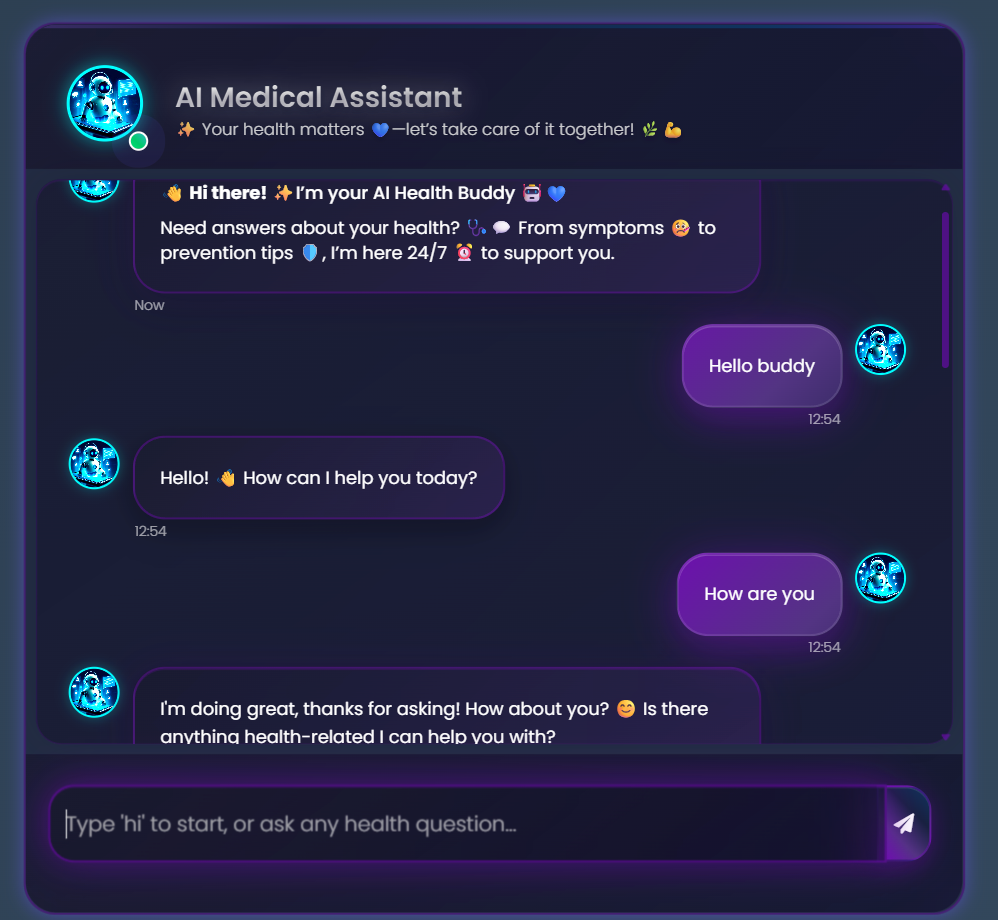 AI Medical Assistant
✨ Your health matters 💙—let's take care of it together! 🌿 💪
👋 Hi there! ✨I'm your AI Health Buddy 🤖 💙
Need answers about your health? 🩺 💬 From symptoms 🤒 to
prevention tips 🛡️, I'm here 24/7 ⏰ to support you.
Now
Hello buddy
12:54
Hello! 👋 How can I help you today?
12:54
How are you
12:54
I'm doing great, thanks for asking! How about you? 😊 Is there
anything health-related I can help you with?
Type 'hi' to start, or ask any health question...